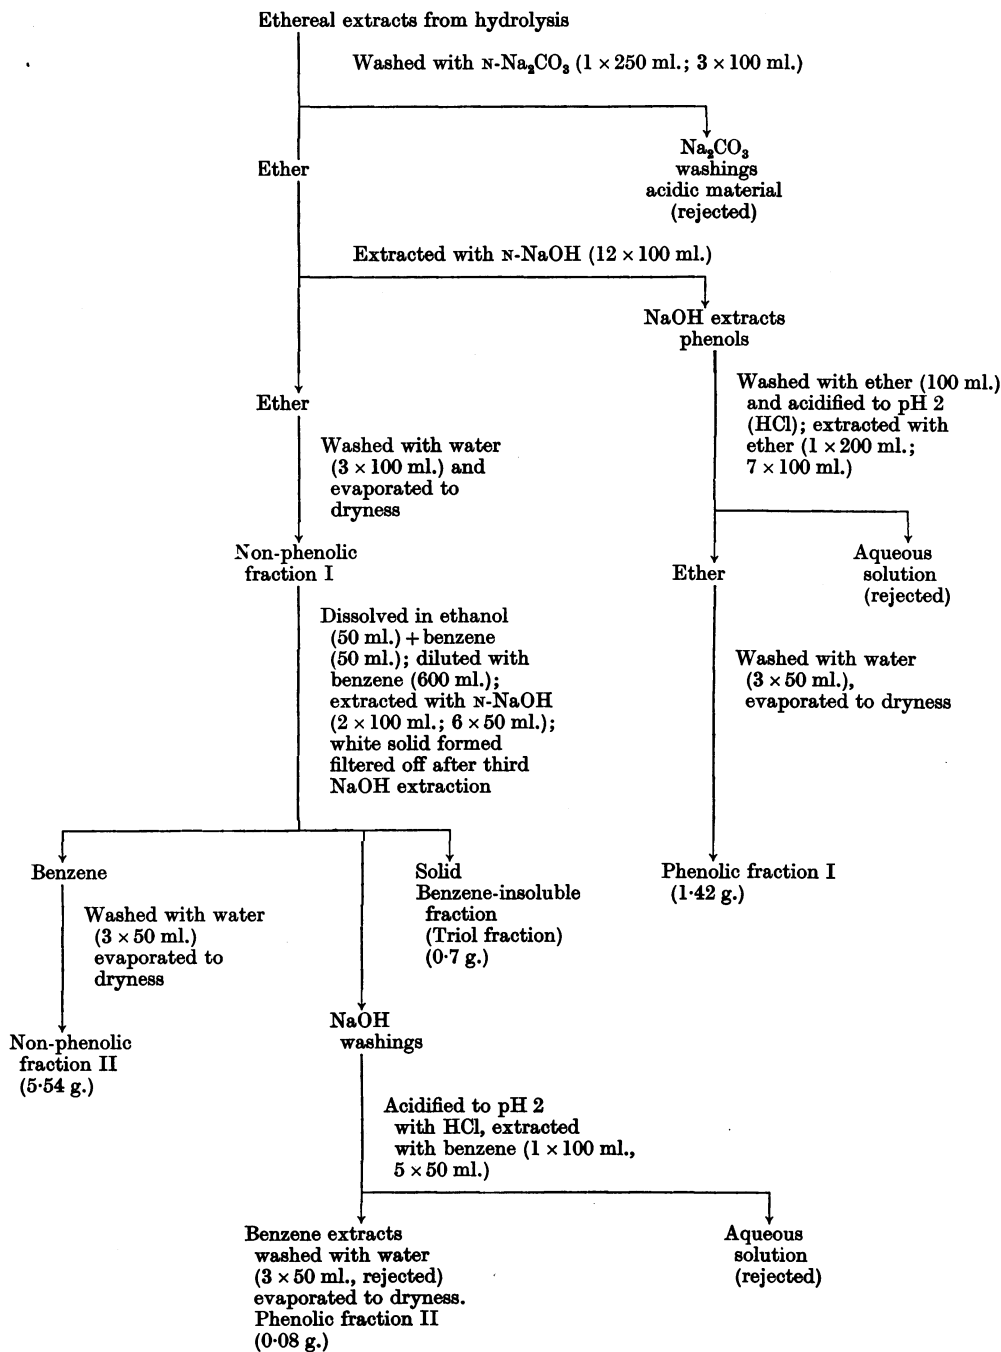 Ethereal extracts from hydrolysis
Washed with N-Na₂CO₃ (1 × 250 ml.; 3 × 100 ml.)
Ether
Na₂CO₃
washings
acidic material
(rejected)
Extracted with N-NaOH (12 × 100 ml.)
NaOH extracts
phenols
Washed with ether (100 ml.)
and acidified to pH 2
(HCl); extracted with
ether (1 × 200 ml.;
7 × 100 ml.)
Ether
Washed with water
(3 × 100 ml.) and
evaporated to
dryness
Non-phenolic
fraction I
Ether
Aqueous
solution
(rejected)
Dissolved in ethanol
(50 ml.) + benzene
(50 ml.); diluted with
benzene (600 ml.);
extracted with N-NaOH
(2 × 100 ml.; 6 × 50 ml.);
white solid formed
filtered off after third
NaOH extraction
Washed with water
(3 × 50 ml.),
evaporated to dryness
Benzene
Solid
Benzene-insoluble
fraction
(Triol fraction)
(0·7 g.)
Phenolic fraction I
(1·42 g.)
Washed with water
(3 × 50 ml.)
evaporated to
dryness
Non-phenolic
fraction II
(5·54 g.)
NaOH
washings
Acidified to pH 2
with HCl, extracted
with benzene (1 × 100 ml.,
5 × 50 ml.)
Benzene extracts
washed with water
(3 × 50 ml., rejected)
evaporated to dryness.
Phenolic fraction II
(0·08 g.)
Aqueous
solution
(rejected)